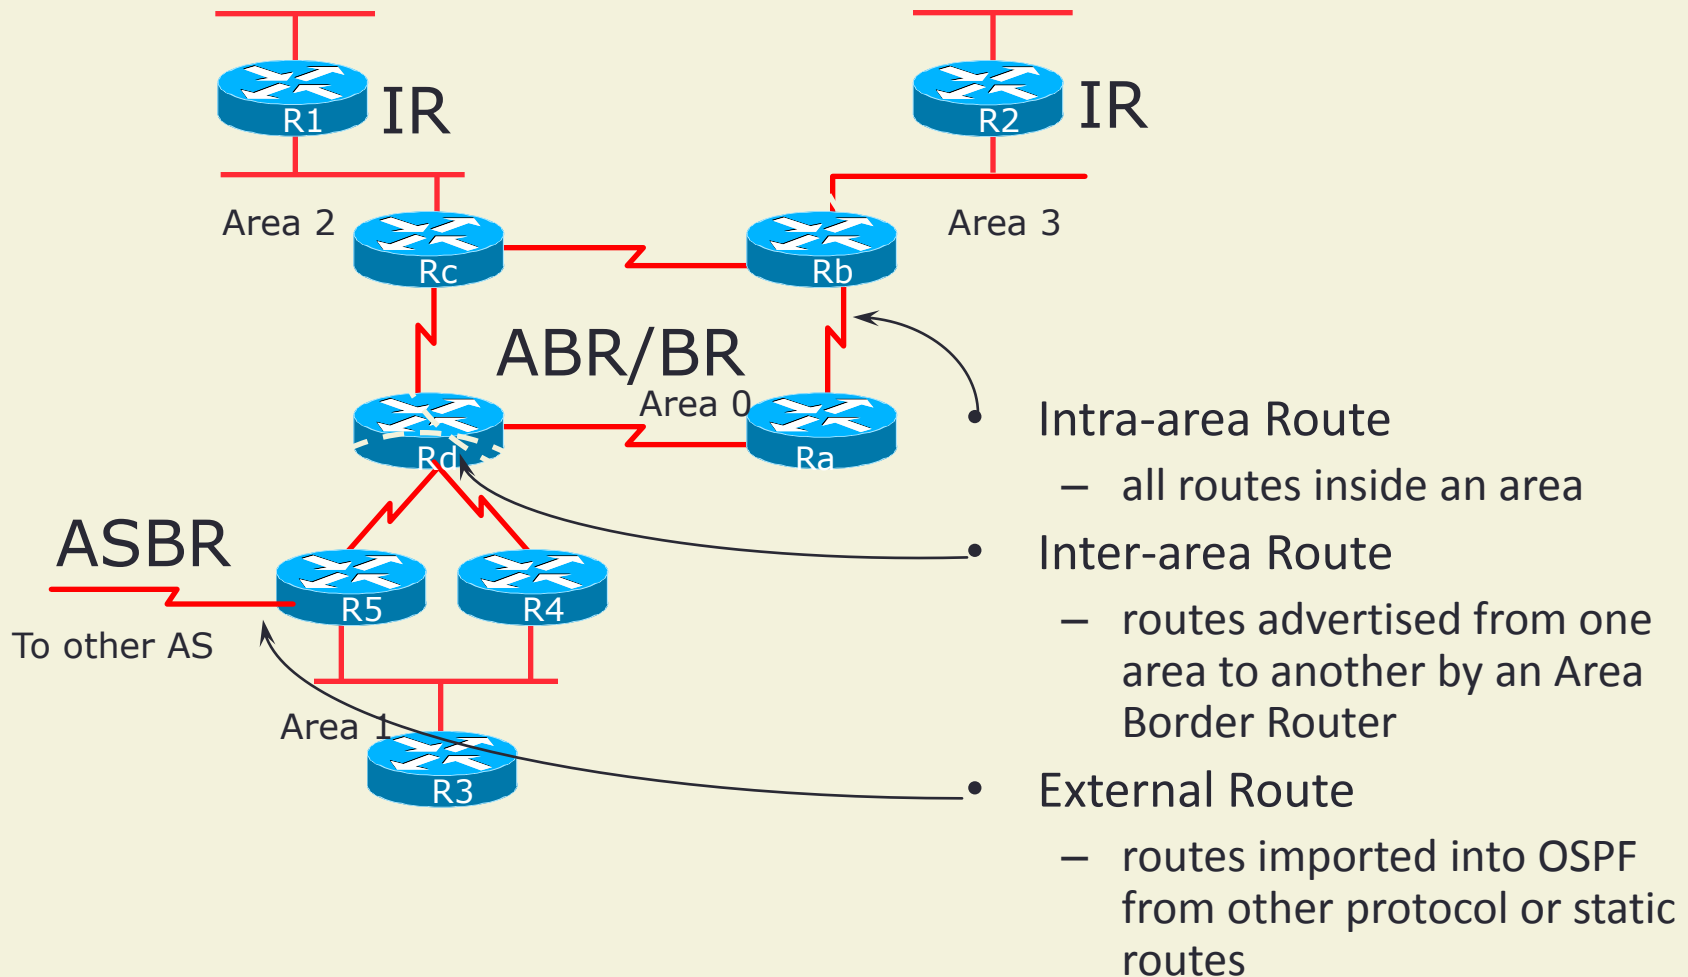 R1
IR
R2
IR
Area 2
Area 3
Rc
Rb
ABR/BR
Area 0
Rd
Ra
ASBR
R5
R4
To other AS
Area 1
R3
• Intra-area Route
– all routes inside an area
• Inter-area Route
– routes advertised from one
area to another by an Area
Border Router
• External Route
– routes imported into OSPF
from other protocol or static
routes